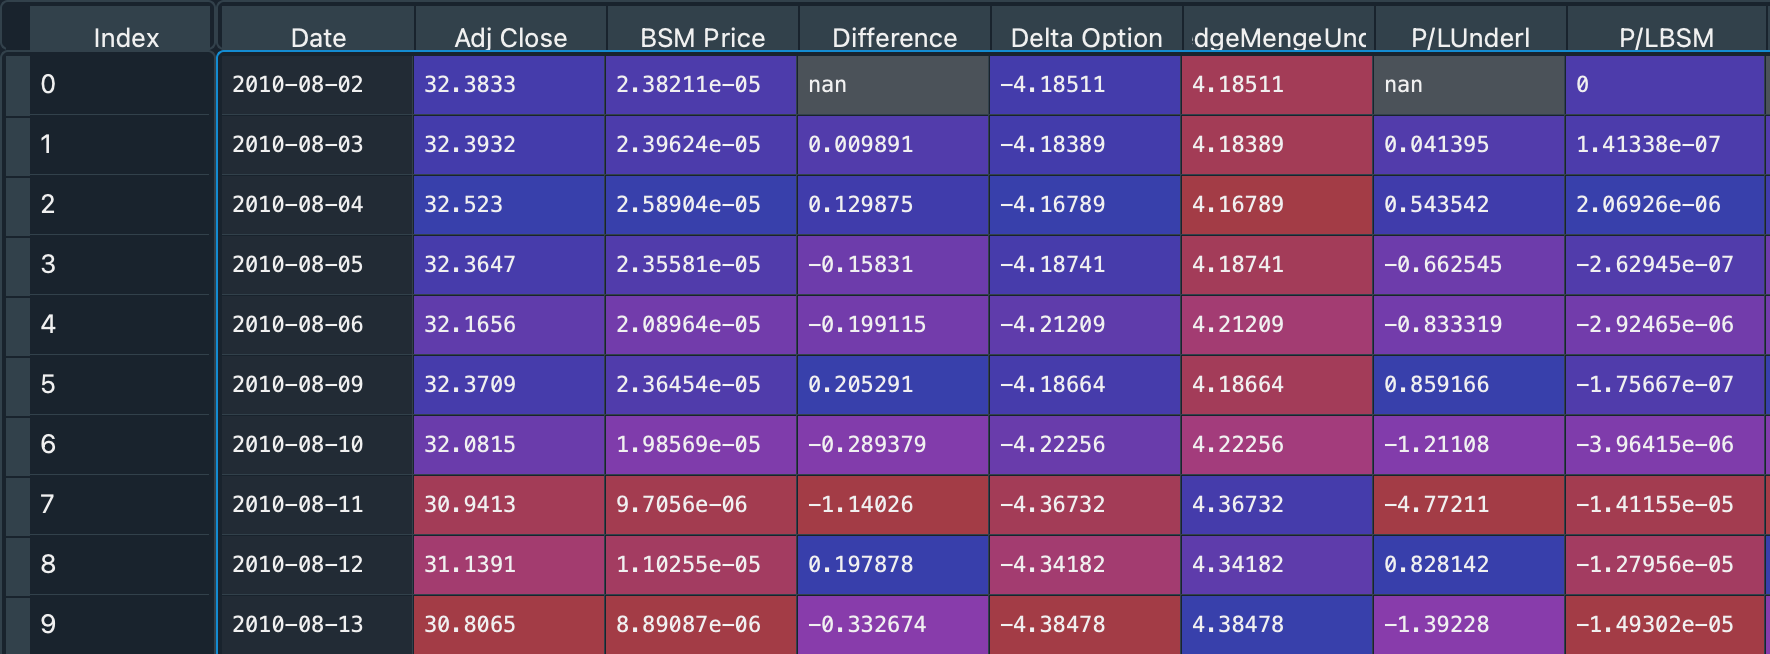 Index Date Adj Close BSM Price Difference Delta Option dgeMengeUnd P/LUnderl P/LBSM
0 2010-08-02 32.3833 2.38211e-05 nan -4.18511 4.18511 nan 0
1 2010-08-03 32.3932 2.39624e-05 0.009891 -4.18389 4.18389 0.041395 1.41338e-07
2 2010-08-04 32.523 2.58904e-05 0.129875 -4.16789 4.16789 0.543542 2.06926e-06
3 2010-08-05 32.3647 2.35581e-05 -0.15831 -4.18741 4.18741 -0.662545 -2.62945e-07
4 2010-08-06 32.1656 2.08964e-05 -0.199115 -4.21209 4.21209 -0.833319 -2.92465e-06
5 2010-08-09 32.3709 2.36454e-05 0.205291 -4.18664 4.18664 0.859166 -1.75667e-07
6 2010-08-10 32.0815 1.98569e-05 -0.289379 -4.22256 4.22256 -1.21108 -3.96415e-06
7 2010-08-11 30.9413 9.7056e-06 -1.14026 -4.36732 4.36732 -4.77211 -1.41155e-05
8 2010-08-12 31.1391 1.10255e-05 0.197878 -4.34182 4.34182 0.828142 -1.27956e-05
9 2010-08-13 30.8065 8.89087e-06 -0.332674 -4.38478 4.38478 -1.39228 -1.49302e-05